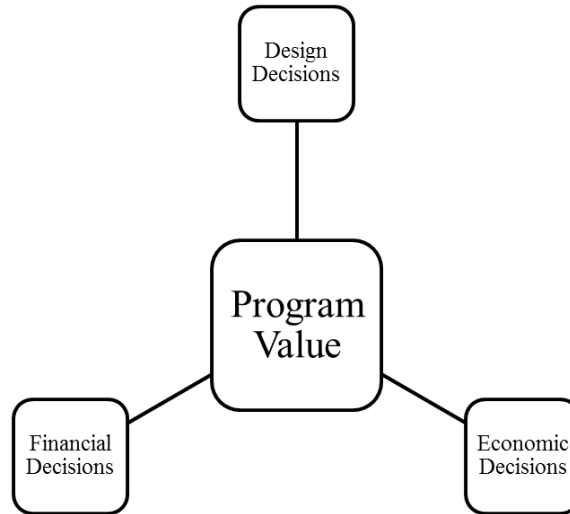 Design
Decisions
Program
Value
Financial
Decisions
Economic
Decisions